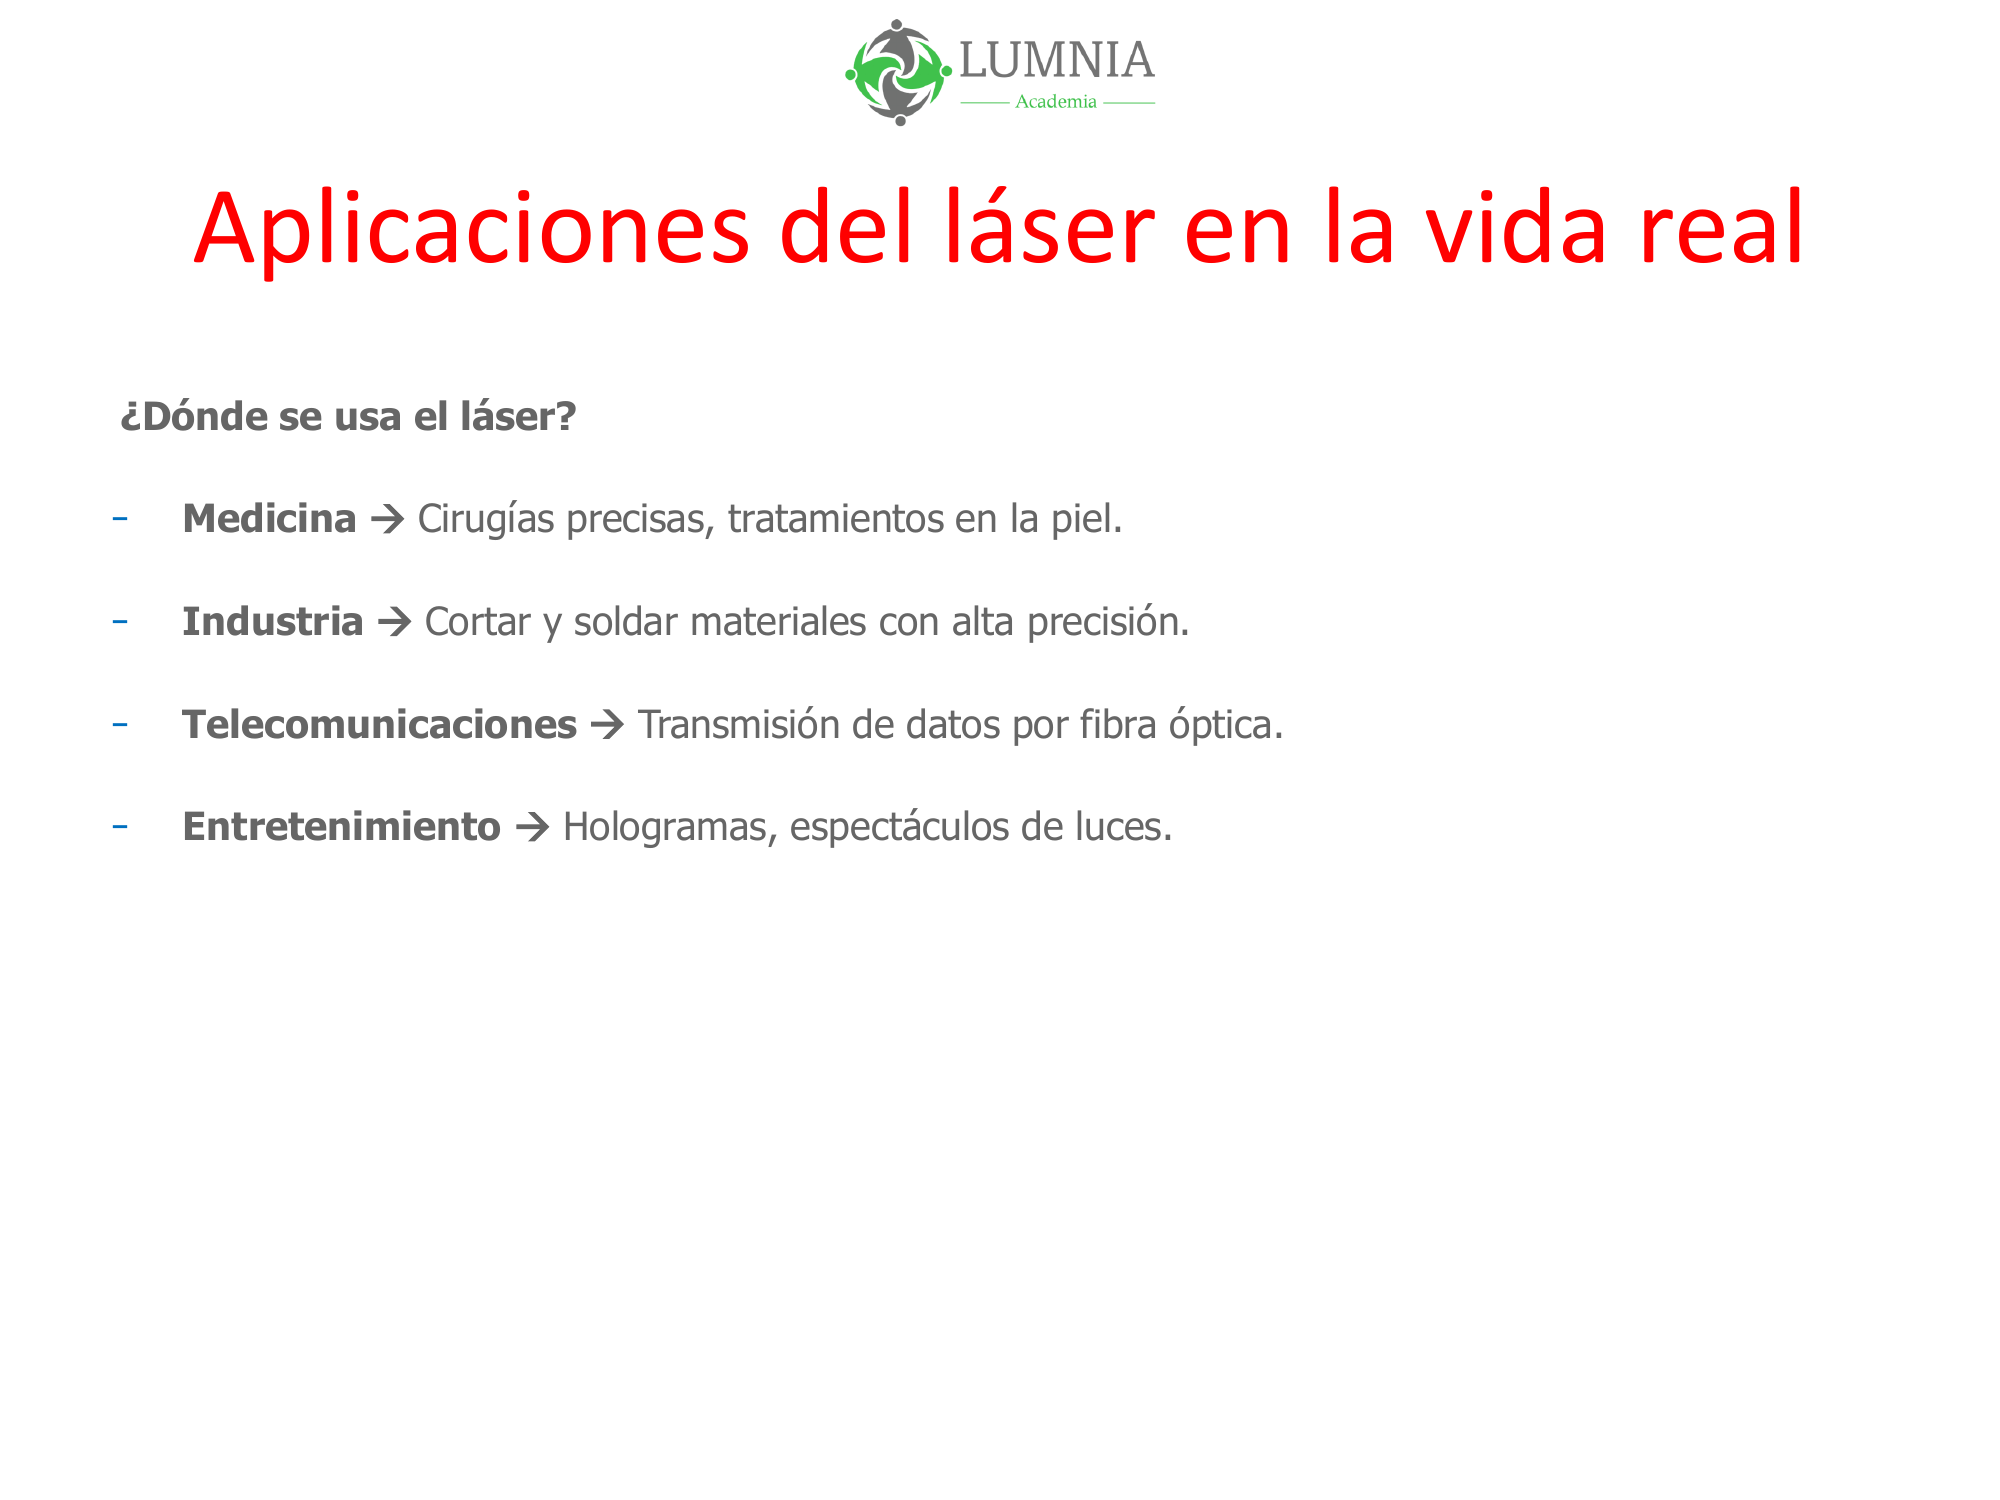 LUMNIA
Academia
Aplicaciones del láser en la vida real
¿Dónde se usa el láser?
- Medicina → Cirugías precisas, tratamientos en la piel.
- Industria → Cortar y soldar materiales con alta precisión.
- Telecomunicaciones → Transmisión de datos por fibra óptica.
- Entretenimiento → Hologramas, espectáculos de luces.